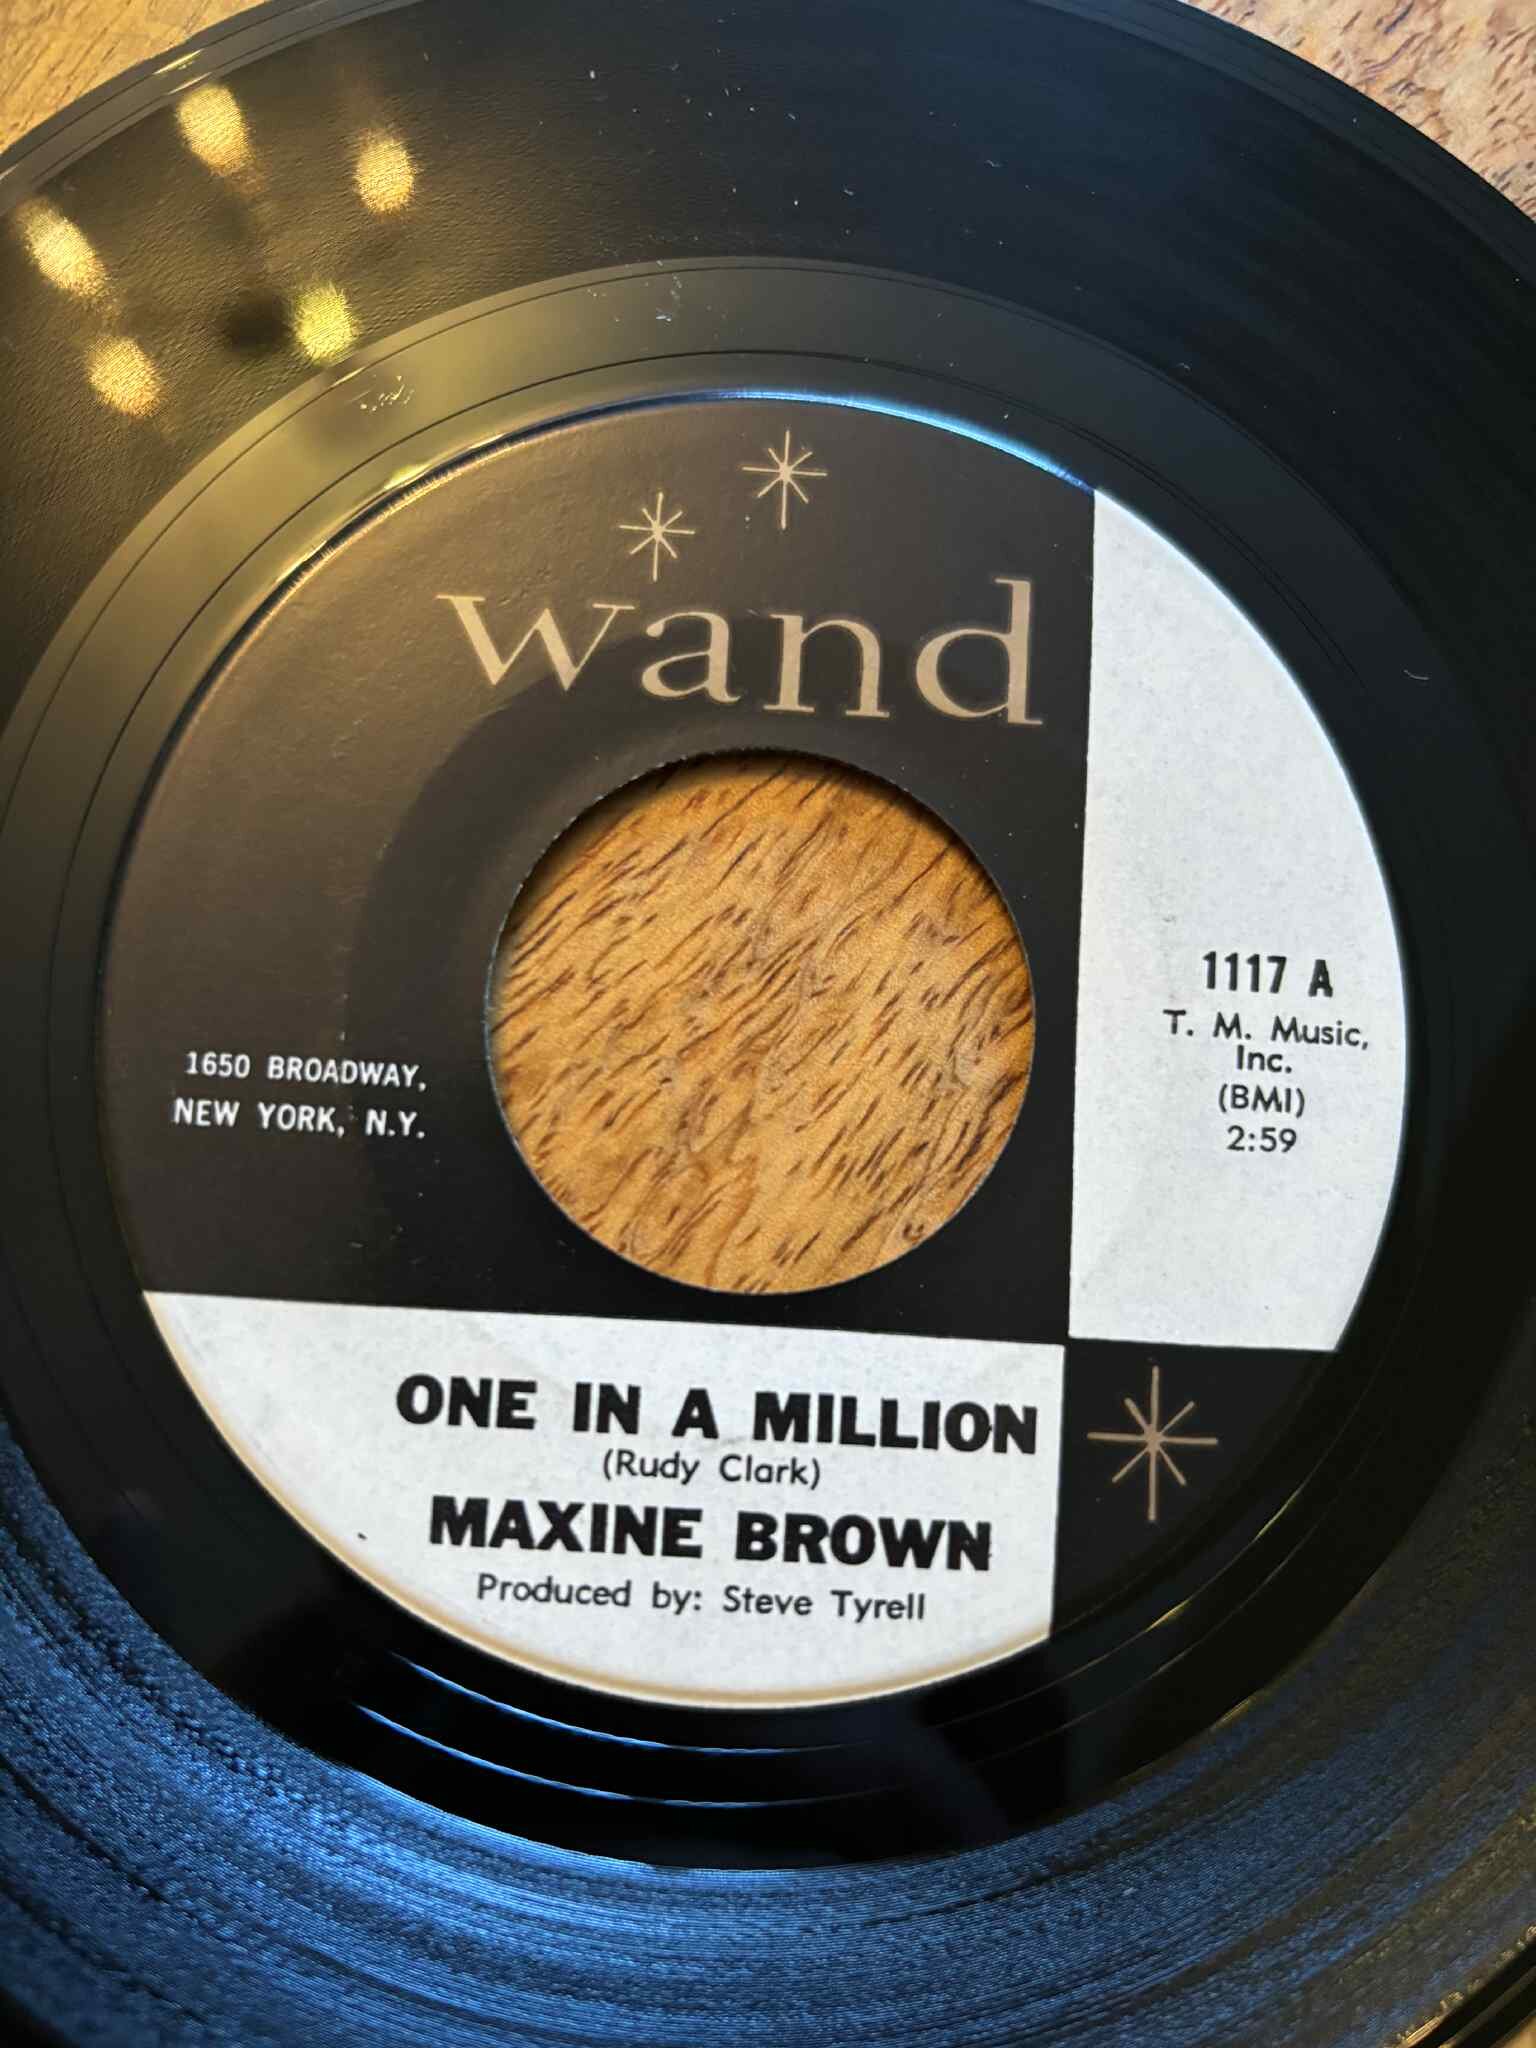 wand
1650 BROADWAY,
NEW YORK, N.Y.
1117 A
T. M. Music,
Inc.
(BMI)
2:59
ONE IN A MILLION
(Rudy Clark)
MAXINE BROWN
Produced by: Steve Tyrell